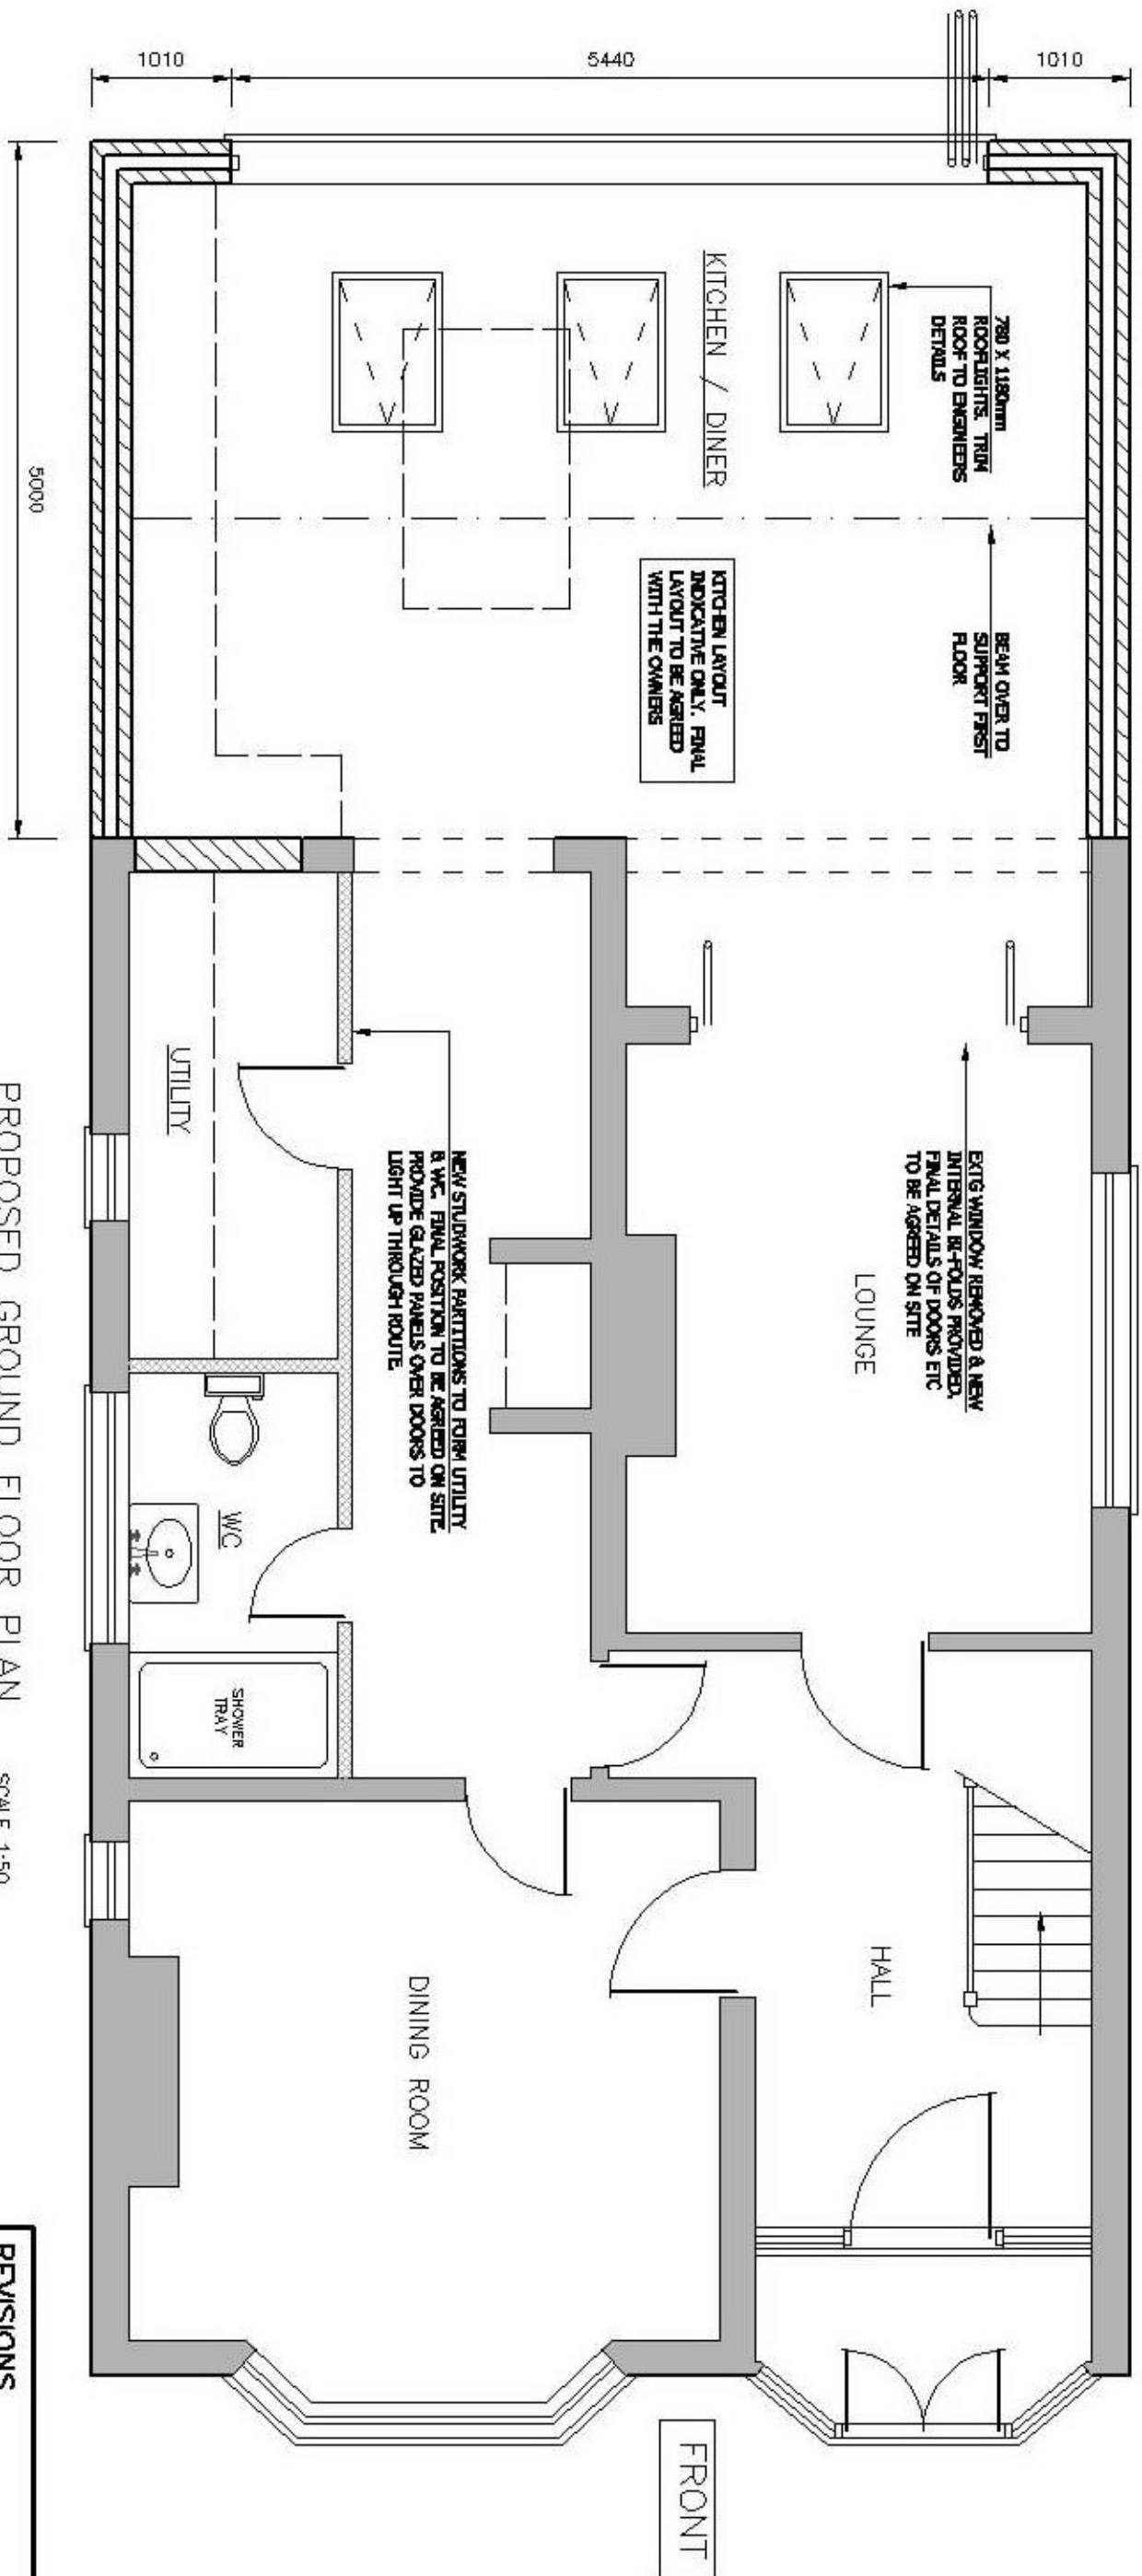 1010
5440
1010
5000
780 X 1180mm
ROOFLIGHTS. TRIM
ROOF TO ENGINEERS
DETAILS
KITCHEN / DINER
BEAM OVER TO
SUPPORT FIRST
FLOOR
KITCHEN LAYOUT
INDICATIVE ONLY. FINAL
LAYOUT TO BE AGREED
WITH THE OWNERS
EXTG WINDOW REMOVED & NEW
INTERNAL BI-FOLDS PROVIDED.
FINAL DETAILS OF DOORS ETC
TO BE AGREED ON SITE
LOUNGE
NEW STUDWORK PARTITIONS TO FORM UTILITY
& WC. FINAL POSITION TO BE AGREED ON SITE.
PROVIDE GLAZED PANELS OVER DOORS TO
LIGHT UP THROUGH ROUTE.
UTILITY
WC
SHOWER
TRAY
HALL
DINING ROOM
FRONT
PROPOSED GROUND FLOOR PLAN
SCALE 1:50
REVISIONS